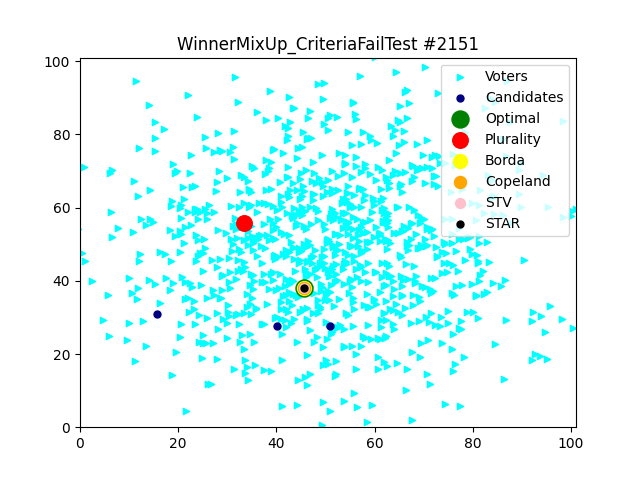 WinnerMixUp_CriteriaFailTest #2151
100
80
60
40
20
0
0 20 40 60 80 100
Voters
Candidates
Optimal
Plurality
Borda
Copeland
STV
STAR